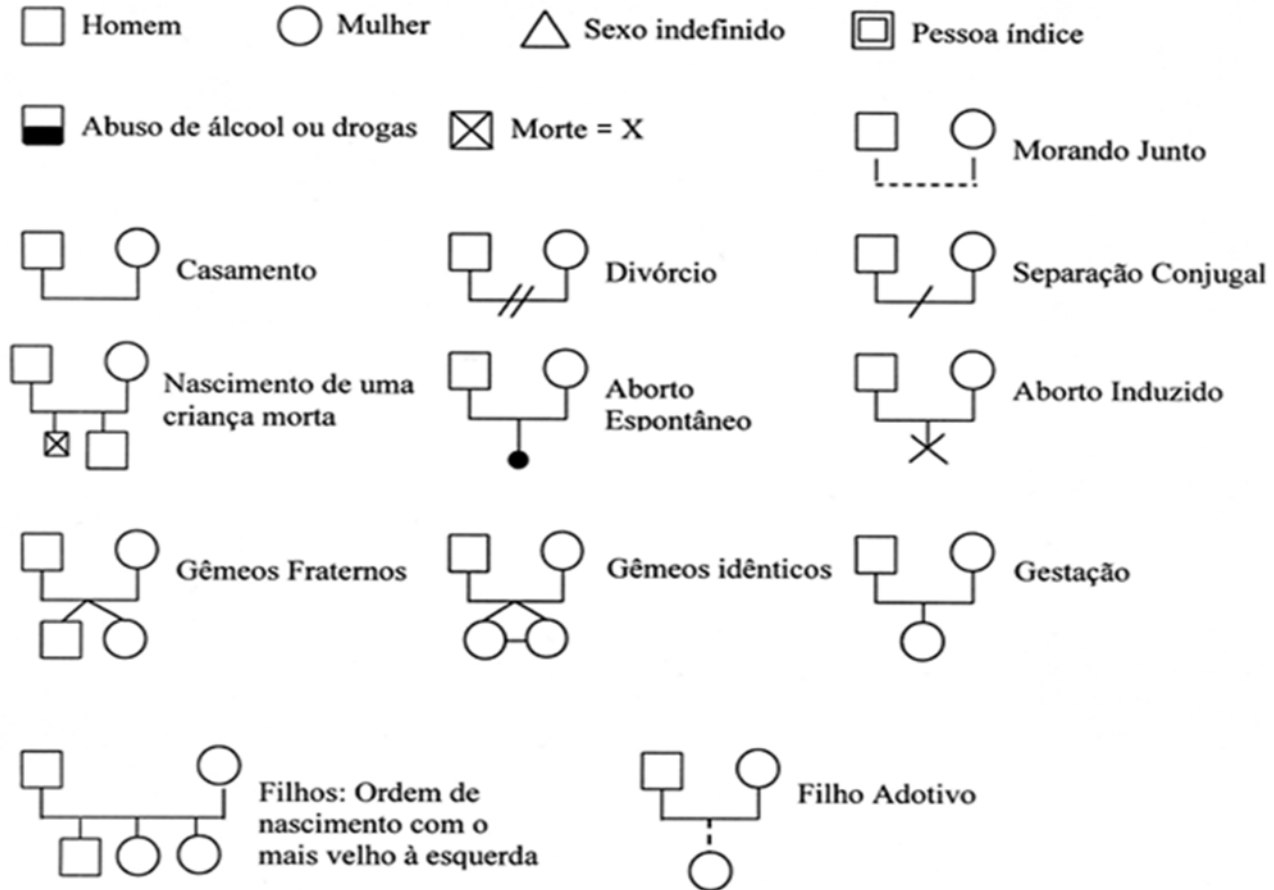 Homem
Mulher
Sexo indefinido
Pessoa índice
Abuso de álcool ou drogas
Morte = X
Morando Junto
Casamento
Divórcio
Separação Conjugal
Nascimento de uma
criança morta
Aborto
Espontâneo
Aborto Induzido
Gêmeos Fraternos
Gêmeos idênticos
Gestação
Filhos: Ordem de
nascimento com o
mais velho à esquerda
Filho Adotivo